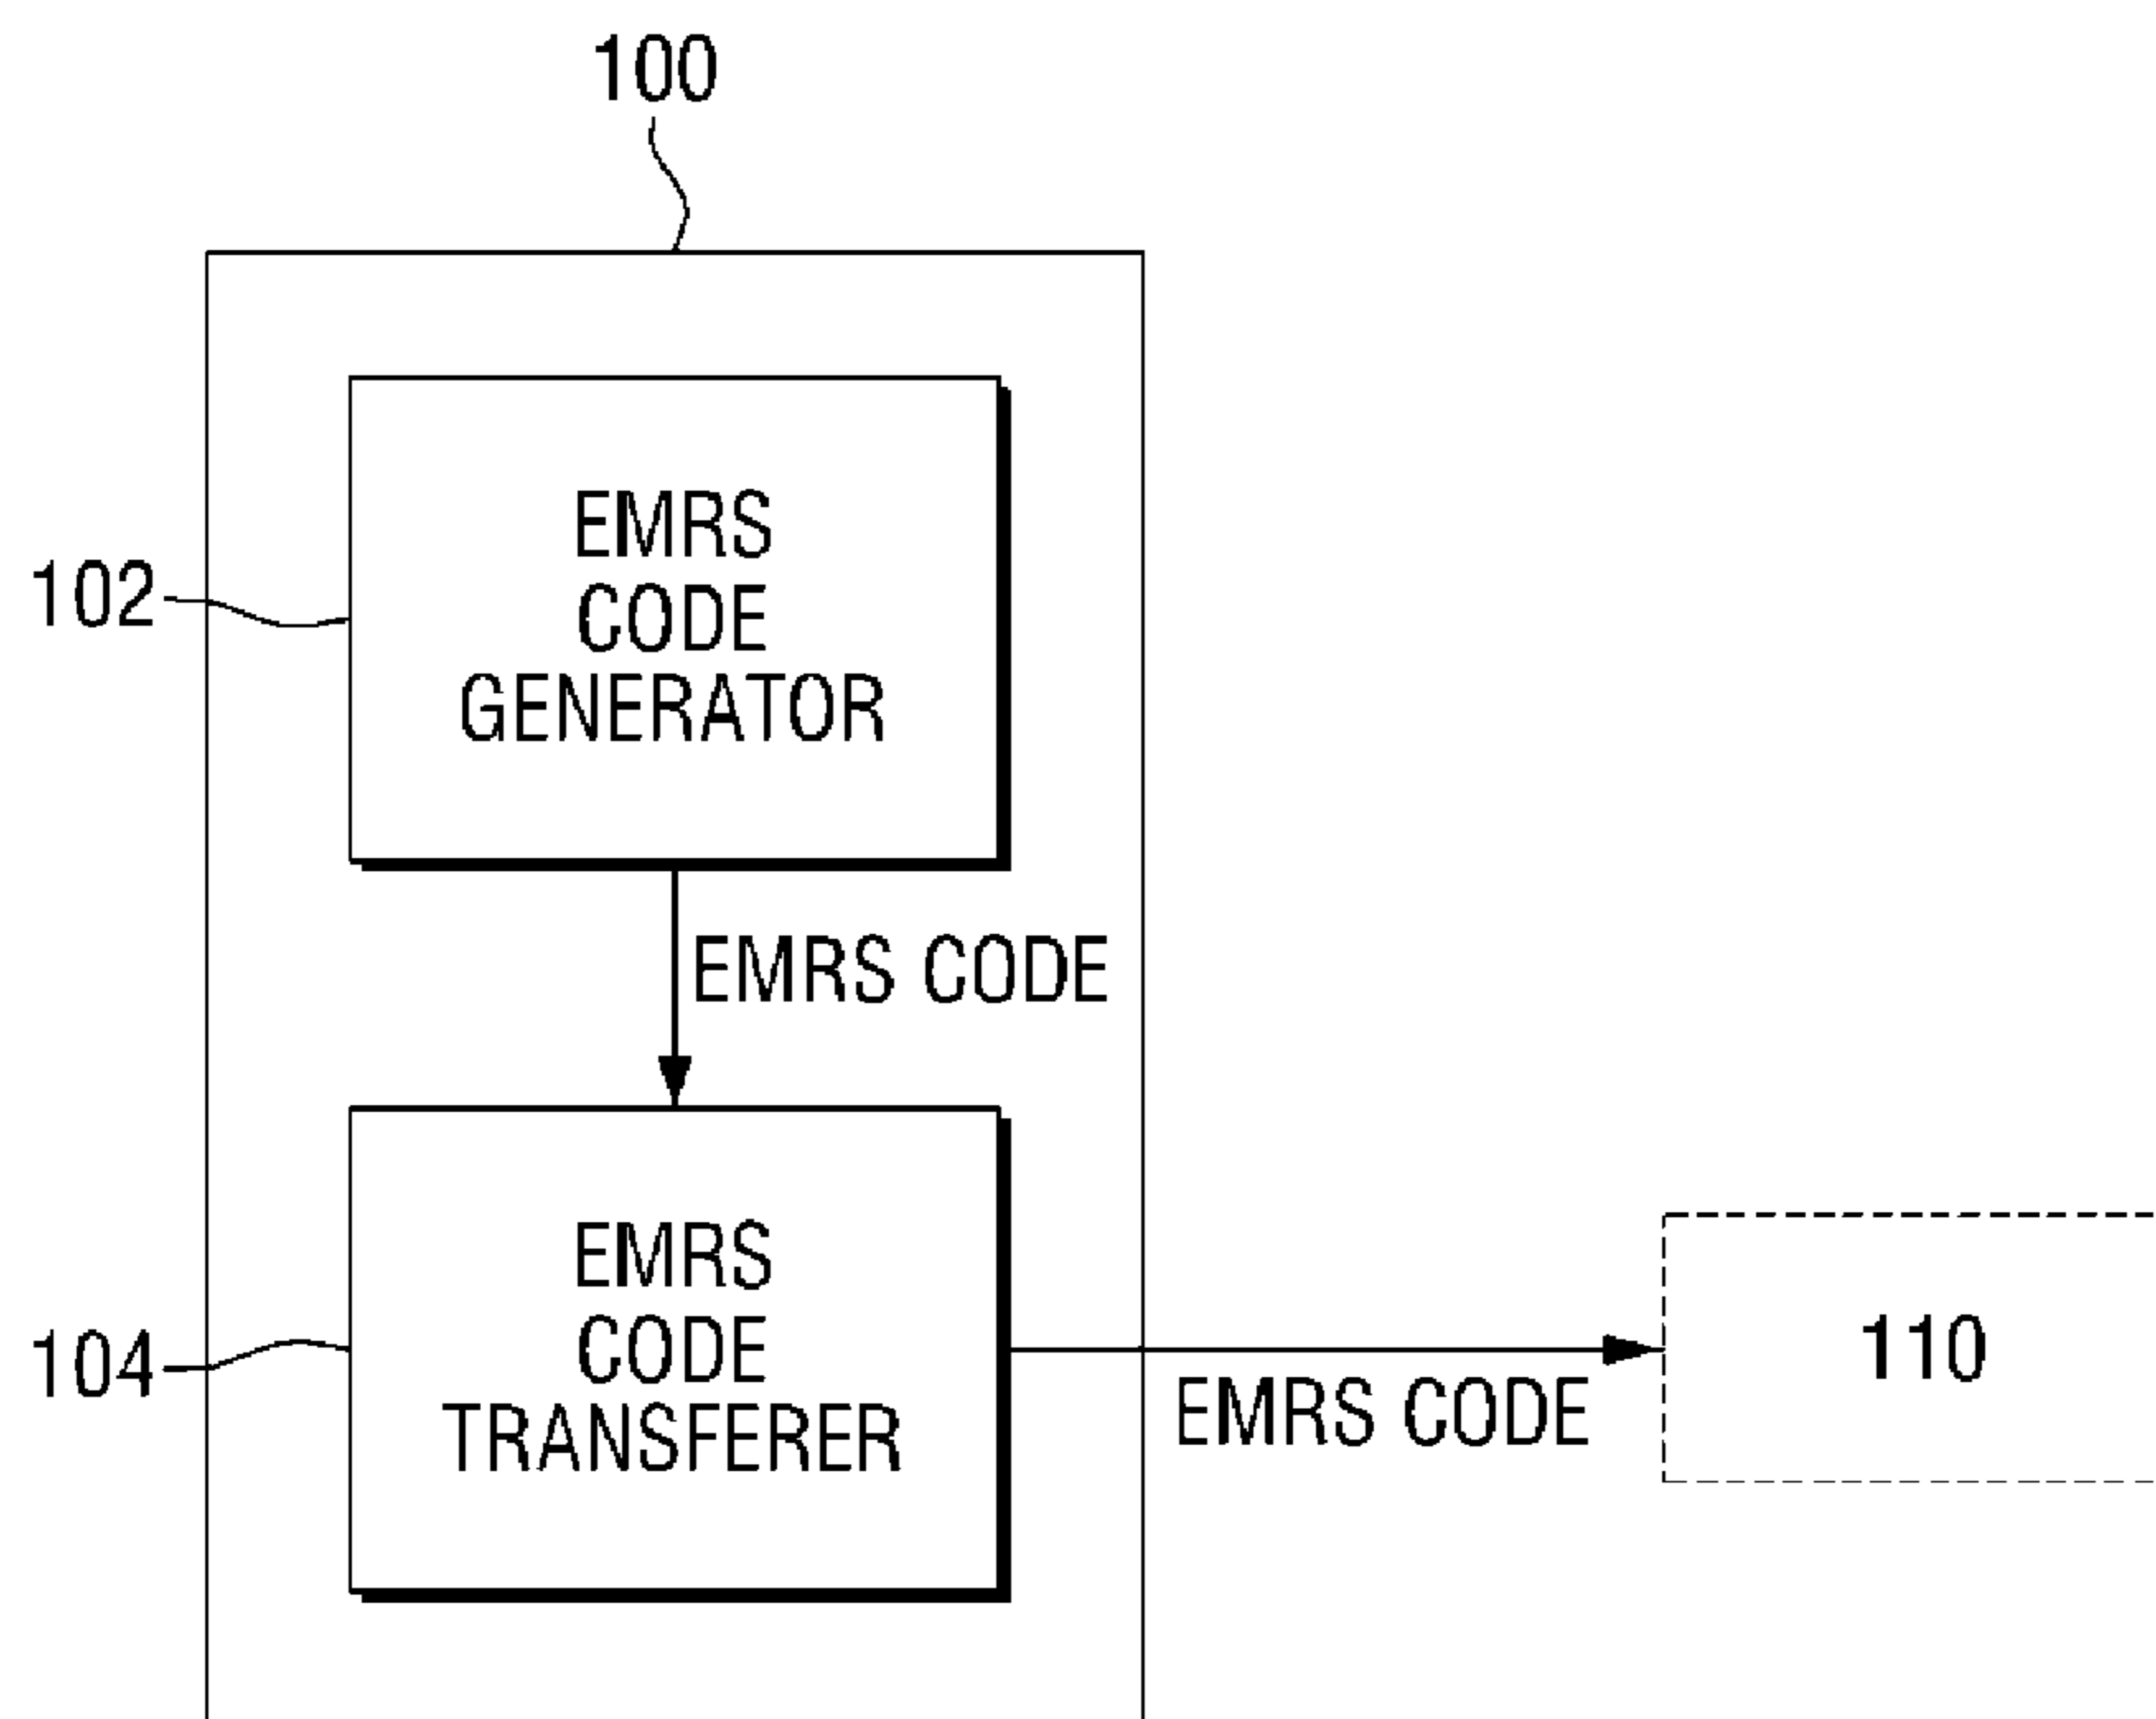 100
102
EMRS
CODE
GENERATOR
EMRS CODE
104
EMRS
CODE
TRANSFERER
EMRS CODE
110